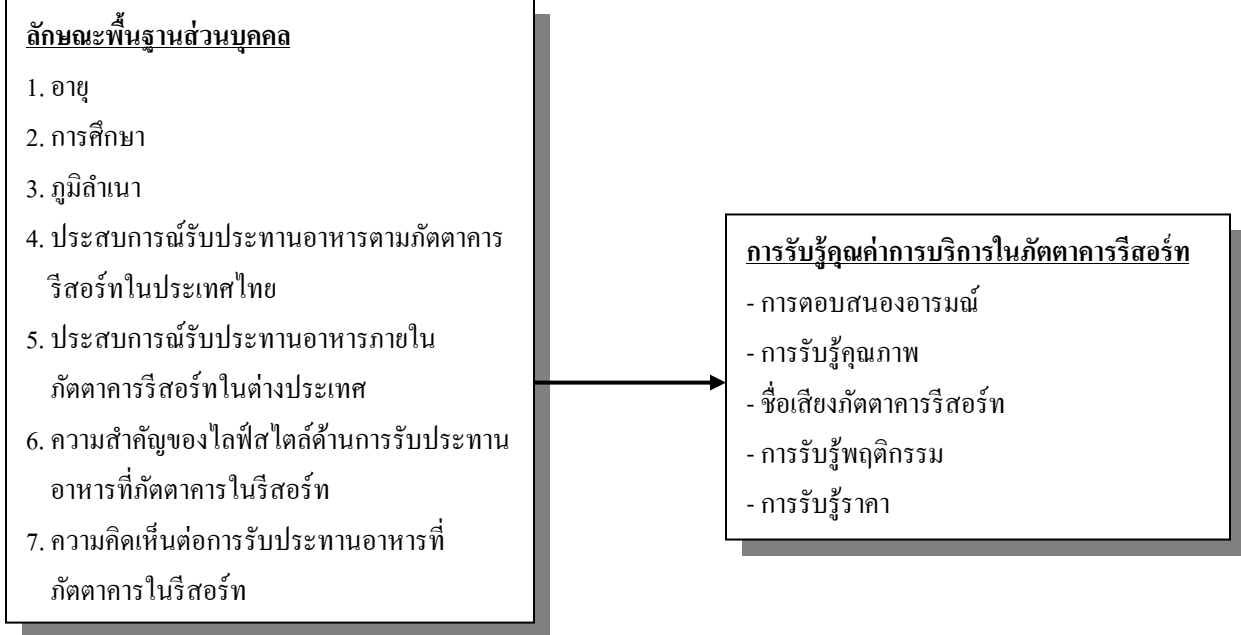 ลักษณะพื้นฐานส่วนบุคคล
1. อายุ
2. การศึกษา
3. ภูมิลำเนา
4. ประสบการณ์รับประทานอาหารตามภัตตาคาร
รีสอร์ทในประเทศไทย
5. ประสบการณ์รับประทานอาหารภายใน
ภัตตาคารรีสอร์ทในต่างประเทศ
6. ความสำคัญของไลฟ์สไตล์ด้านการรับประทาน
อาหารที่ภัตตาคารในรีสอร์ท
7. ความคิดเห็นต่อการรับประทานอาหารที่
ภัตตาคารในรีสอร์ท
การรับรู้คุณค่าการบริการในภัตตาคารรีสอร์ท
- การตอบสนองอารมณ์
- การรับรู้คุณภาพ
- ชื่อเสียงภัตตาคารรีสอร์ท
- การรับรู้พฤติกรรม
- การรับรู้ราคา